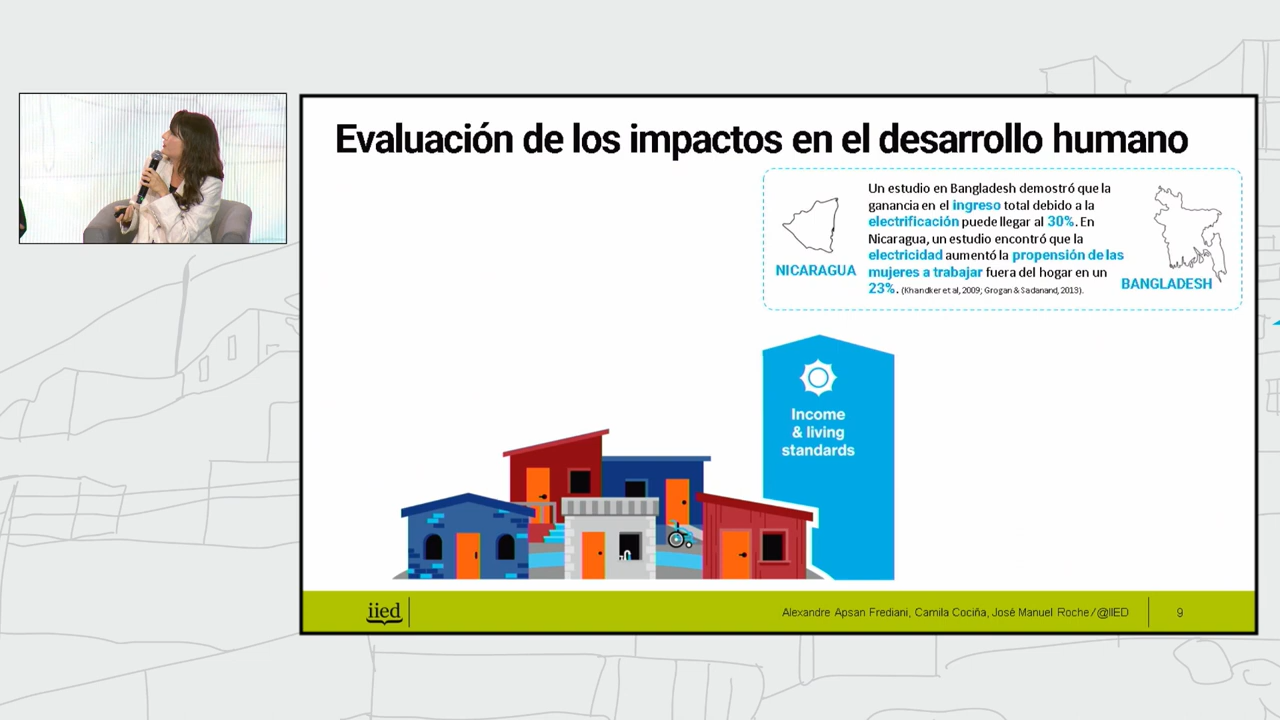 Evaluación de los impactos en el desarrollo humano
Un estudio en Bangladesh demostró que la
ganancia en el ingreso total debido a la
electrificación puede llegar al 30%. En
Nicaragua, un estudio encontró que la
electricidad aumentó la propensión de las
mujeres a trabajar fuera del hogar en un
23%. (Khandker et al, 2009; Grogan & Sadanand, 2013).
NICARAGUA
BANGLADESH
Income
& living
standards
iied
Alexandre Apsan Frediani, Camila Cociña, José Manuel Roche/@IIED
9